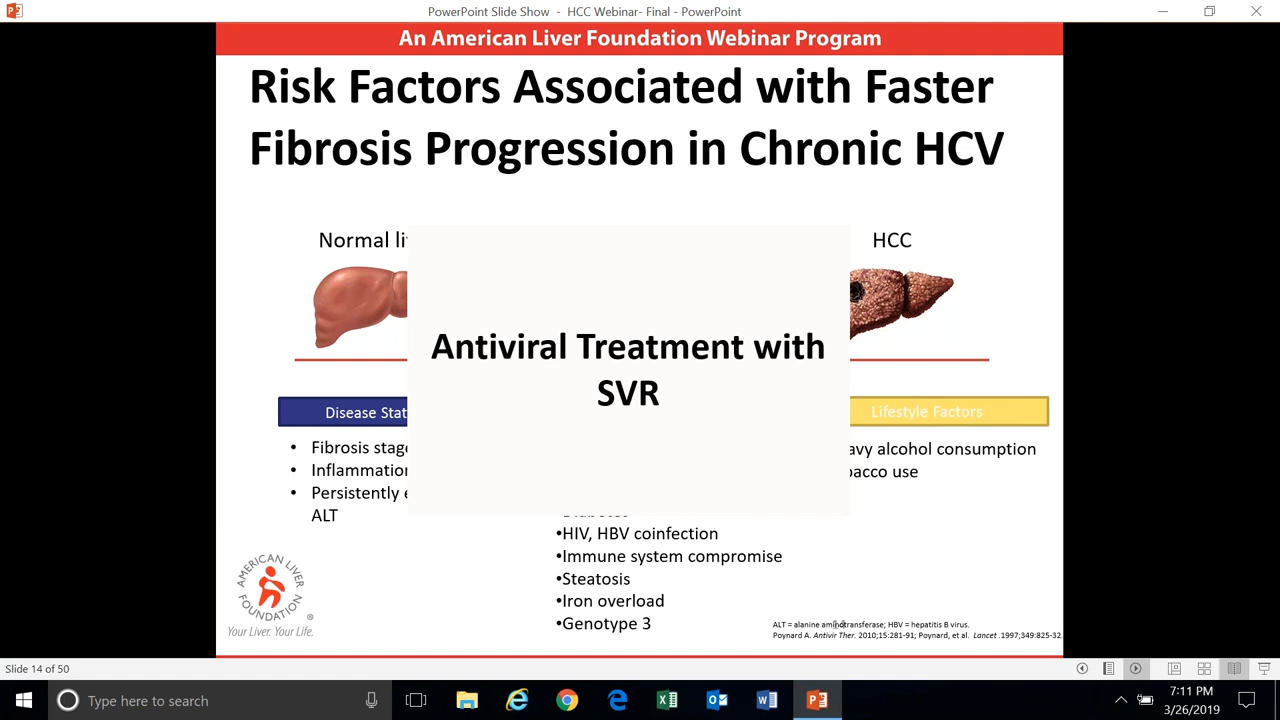 PowerPoint Slide Show - HCC Webinar- Final - PowerPoint
An American Liver Foundation Webinar Program
Risk Factors Associated with Faster
Fibrosis Progression in Chronic HCV
Normal li
HCC
Antiviral Treatment with
SVR
Disease Stat
Lifestyle Factors
• Fibrosis stage
• Inflammation
• Persistently e
ALT
avy alcohol consumption
bacco use
•HIV, HBV coinfection
•Immune system compromise
•Steatosis
•Iron overload
•Genotype 3
AMERICAN LIVER FOUNDATION
®
Your Liver. Your Life.
ALT = alanine aminotransferase; HBV = hepatitis B virus.
Poynard A. Antivir Ther. 2010;15:281-91; Poynard, et al. Lancet .1997;349:825-32.
Slide 14 of 50
Type here to search
7:11 PM
3/26/2019